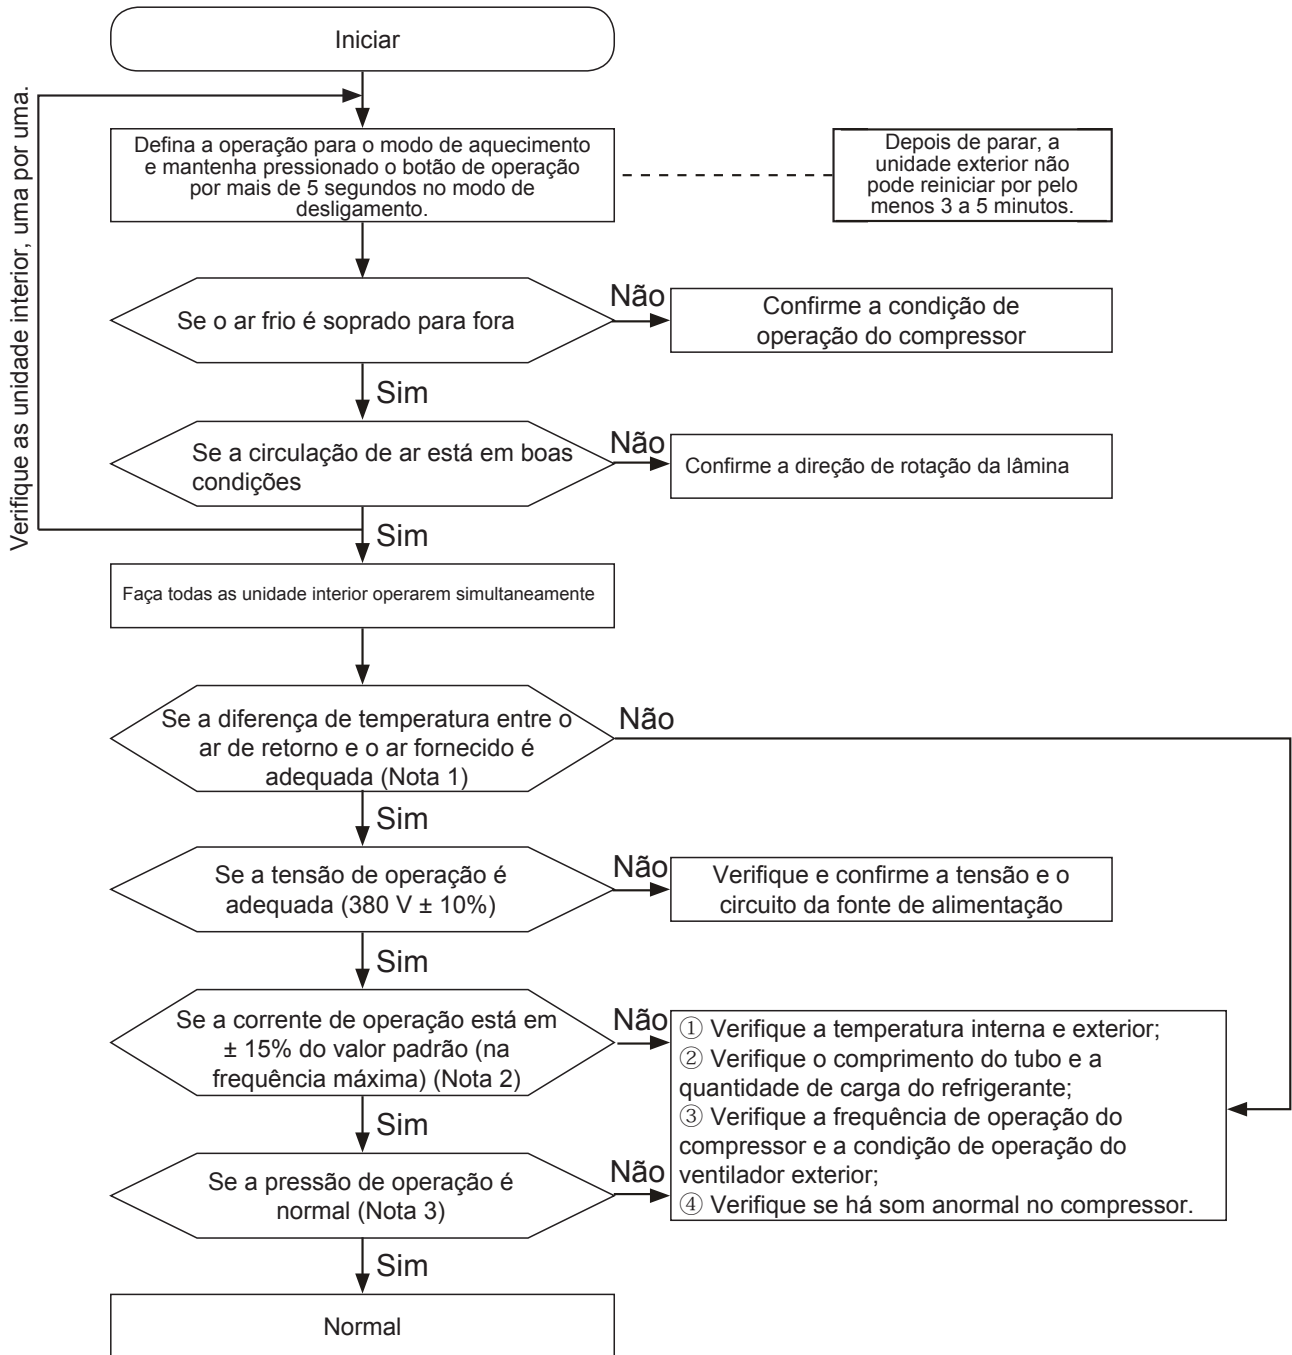 Iniciar
Verifique as unidade interior, uma por uma.
Defina a operação para o modo de aquecimento
e mantenha pressionado o botão de operação
por mais de 5 segundos no modo de
desligamento.
Depois de parar, a
unidade exterior não
pode reiniciar por pelo
menos 3 a 5 minutos.
Se o ar frio é soprado para fora
Não
Confirme a condição de
operação do compressor
Sim
Se a circulação de ar está em boas
condições
Não
Confirme a direção de rotação da lâmina
Sim
Faça todas as unidade interior operarem simultaneamente
Se a diferença de temperatura entre o
ar de retorno e o ar fornecido é
adequada (Nota 1)
Não
Sim
Se a tensão de operação é
adequada (380 V ± 10%)
Não
Verifique e confirme a tensão e o
circuito da fonte de alimentação
Sim
Se a corrente de operação está em
± 15% do valor padrão (na
frequência máxima) (Nota 2)
Não
① Verifique a temperatura interna e exterior;
② Verifique o comprimento do tubo e a
quantidade de carga do refrigerante;
③ Verifique a frequência de operação do
compressor e a condição de operação do
ventilador exterior;
④ Verifique se há som anormal no compressor.
Sim
Se a pressão de operação é
normal (Nota 3)
Não
Sim
Normal